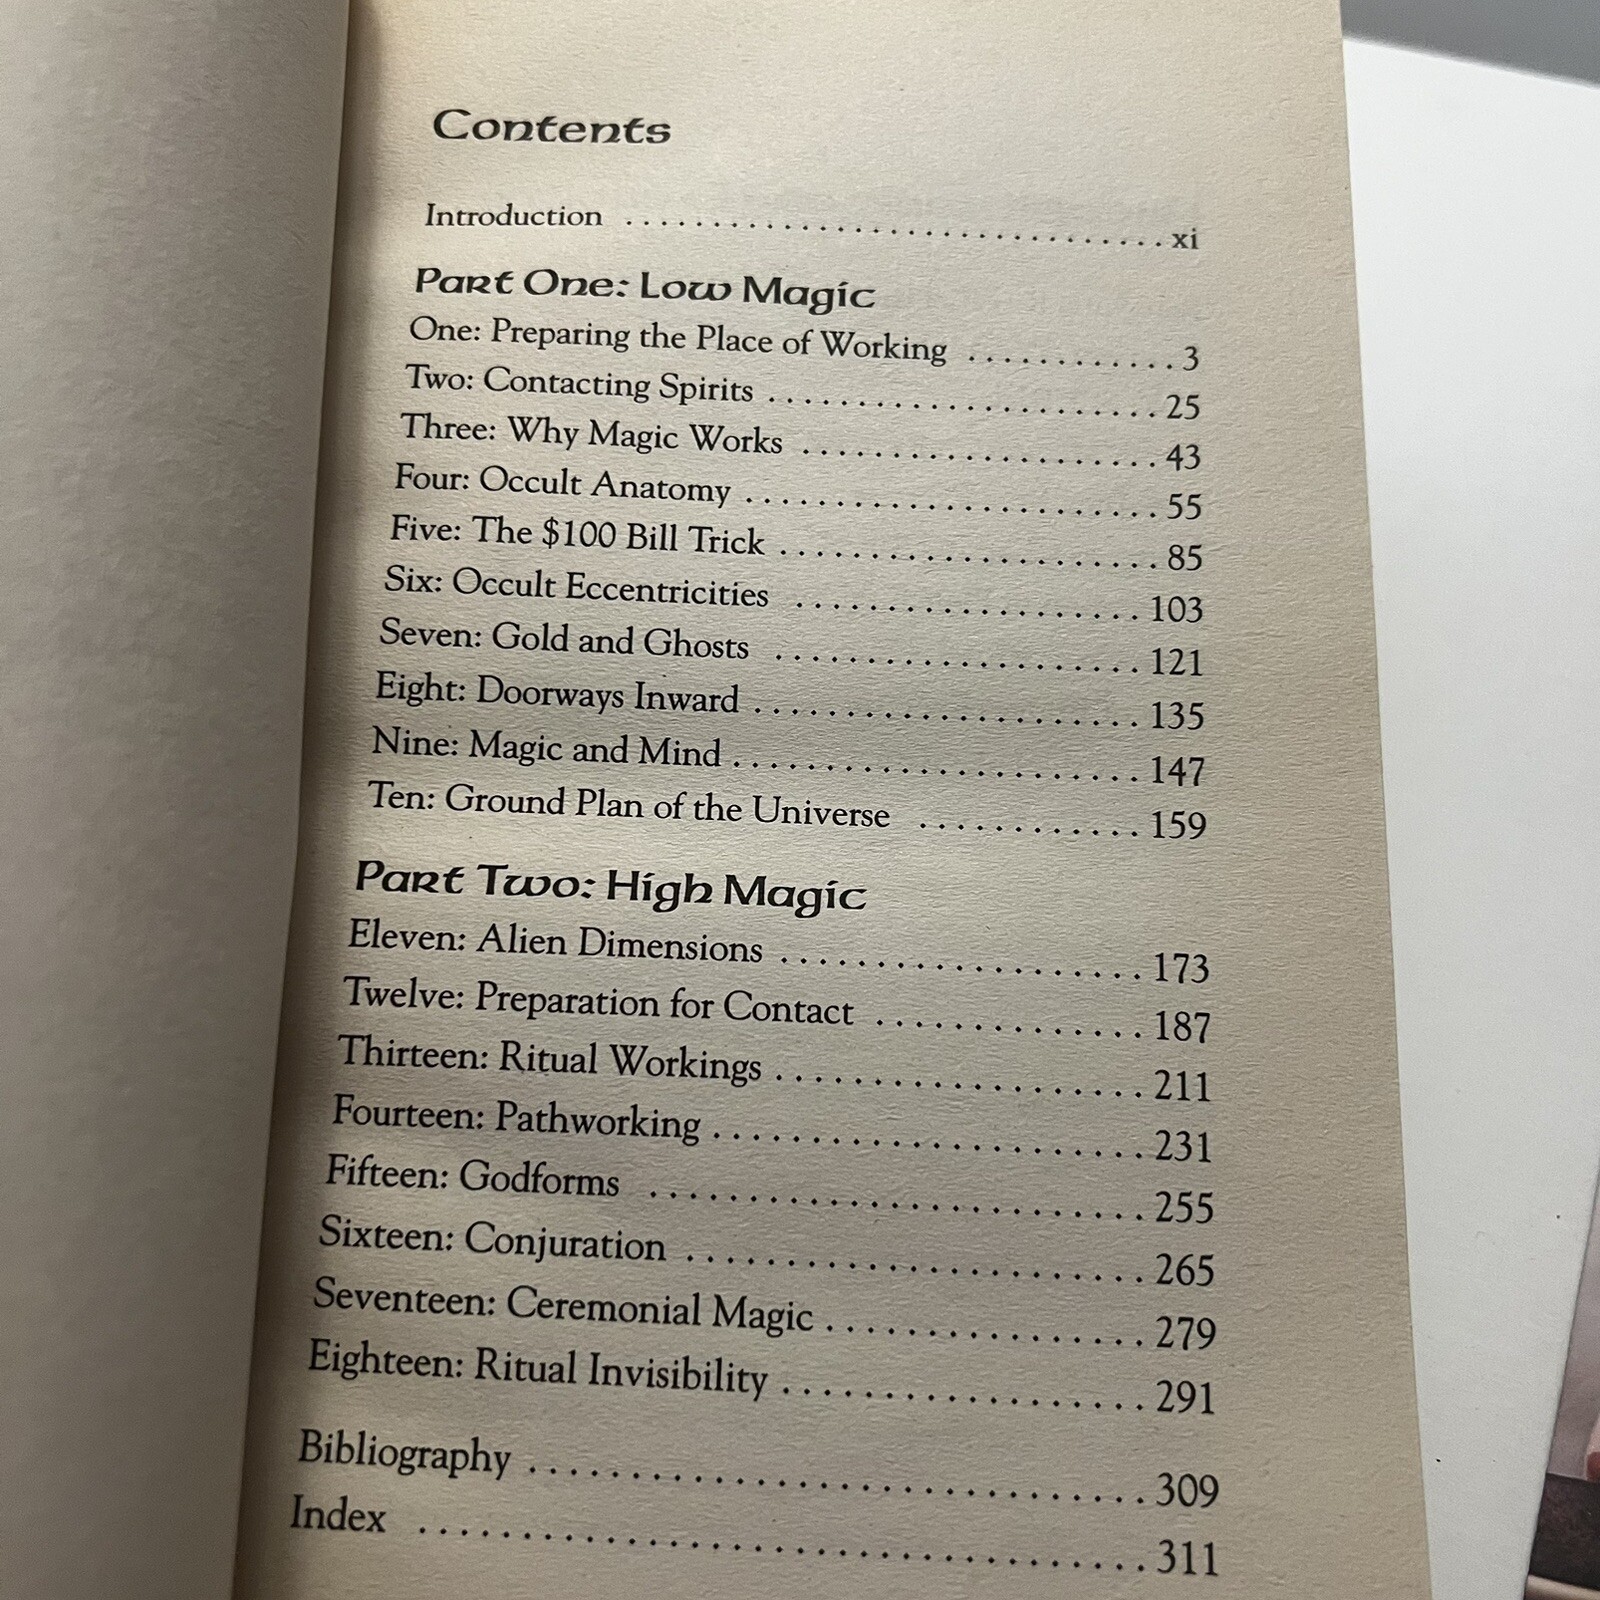 Contents
Introduction ................................ xi
Part One: Low Magic
One: Preparing the Place of Working ............ 3
Two: Contacting Spirits ...................... 25
Three: Why Magic Works .................... 43
Four: Occult Anatomy ....................... 55
Five: The $100 Bill Trick ..................... 85
Six: Occult Eccentricities ................... 103
Seven: Gold and Ghosts .................... 121
Eight: Doorways Inward ..................... 135
Nine: Magic and Mind ...................... 147
Ten: Ground Plan of the Universe ............ 159
Part Two: High Magic
Eleven: Alien Dimensions ................... 173
Twelve: Preparation for Contact .............. 187
Thirteen: Ritual Workings ................... 211
Fourteen: Pathworking ...................... 231
Fifteen: Godforms ......................... 255
Sixteen: Conjuration ....................... 265
Seventeen: Ceremonial Magic ................ 279
Eighteen: Ritual Invisibility .................. 291
Bibliography .............................. 309
Index ................................... 311